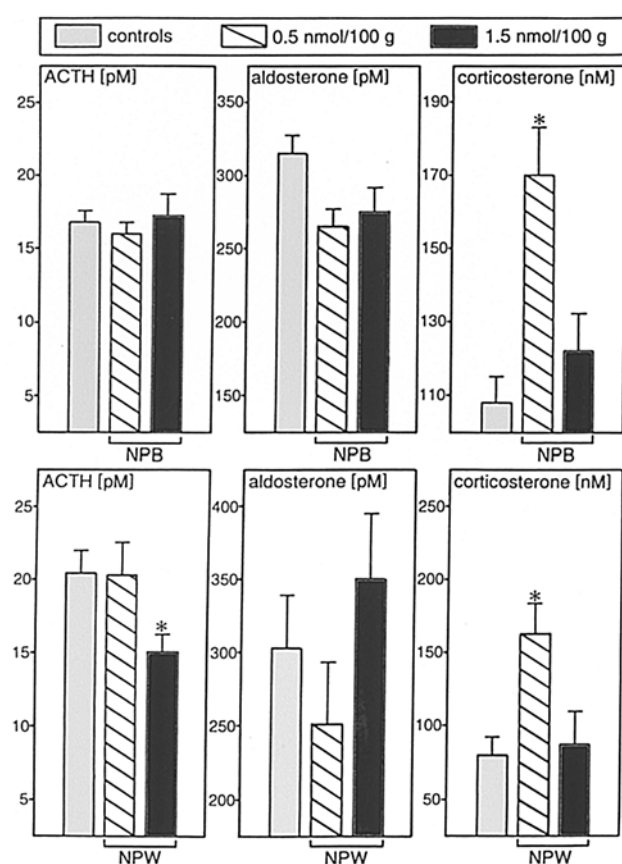 controls 0.5 nmol/100 g 1.5 nmol/100 g
ACTH [pM] aldosterone [pM] corticosterone [nM]
25 350 190
20 300 170
15 250 150
10 200 130
5 150 110
* 
NPB NPB NPB
ACTH [pM] aldosterone [pM] corticosterone [nM]
25 400 250
20 350 200
15 300 150
10 250 100
5 200 50
* *
NPW NPW NPW